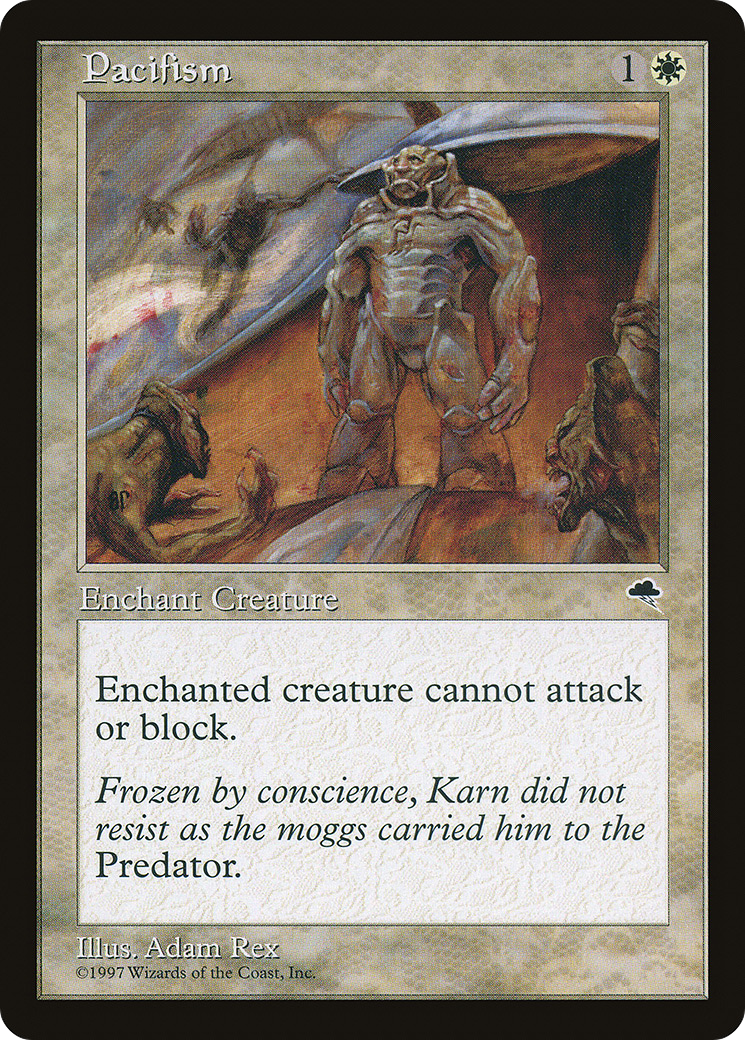 Pacifism 1
Enchant Creature
Enchanted creature cannot attack
or block.
Frozen by conscience, Karn did not
resist as the moggs carried him to the
Predator.
Illus. Adam Rex
©1997 Wizards of the Coast, Inc.